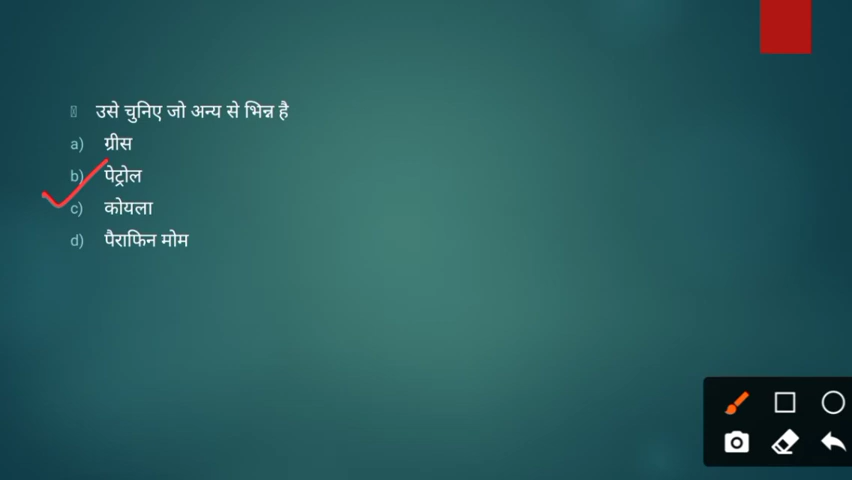 उसे चुनिए जो अन्य से भिन्न है
a) ग्रीस
b) पेट्रोल
c) कोयला
d) पैराफिन मोम